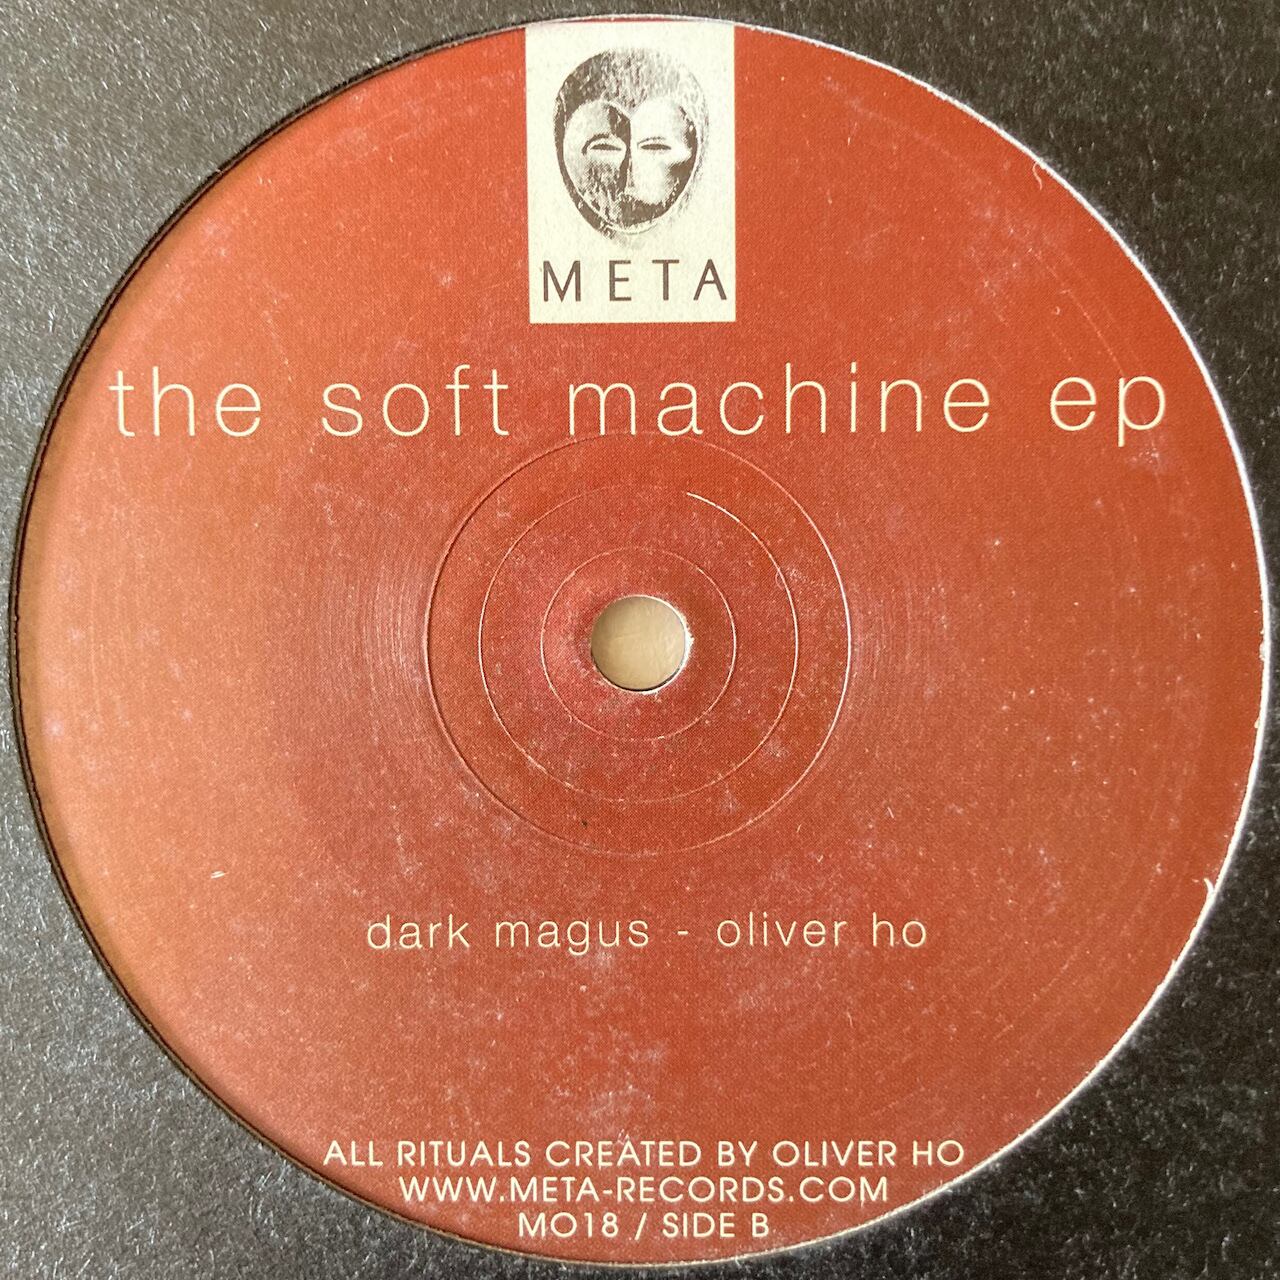 META
the soft machine ep
dark magus - oliver ho
ALL RITUALS CREATED BY OLIVER HO
WWW.META-RECORDS.COM
MO18 / SIDE B